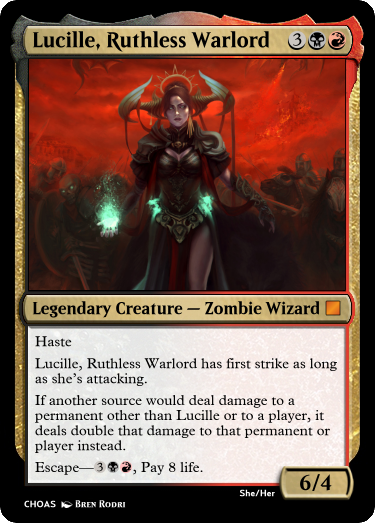 Lucille, Ruthless Warlord 3
Legendary Creature — Zombie Wizard
Haste
Lucille, Ruthless Warlord has first strike as long
as she's attacking.
If another source would deal damage to a
permanent other than Lucille or to a player, it
deals double that damage to that permanent or
player instead.
Escape—3, Pay 8 life.
6/4
She/Her
CHOAS Bren Rodri